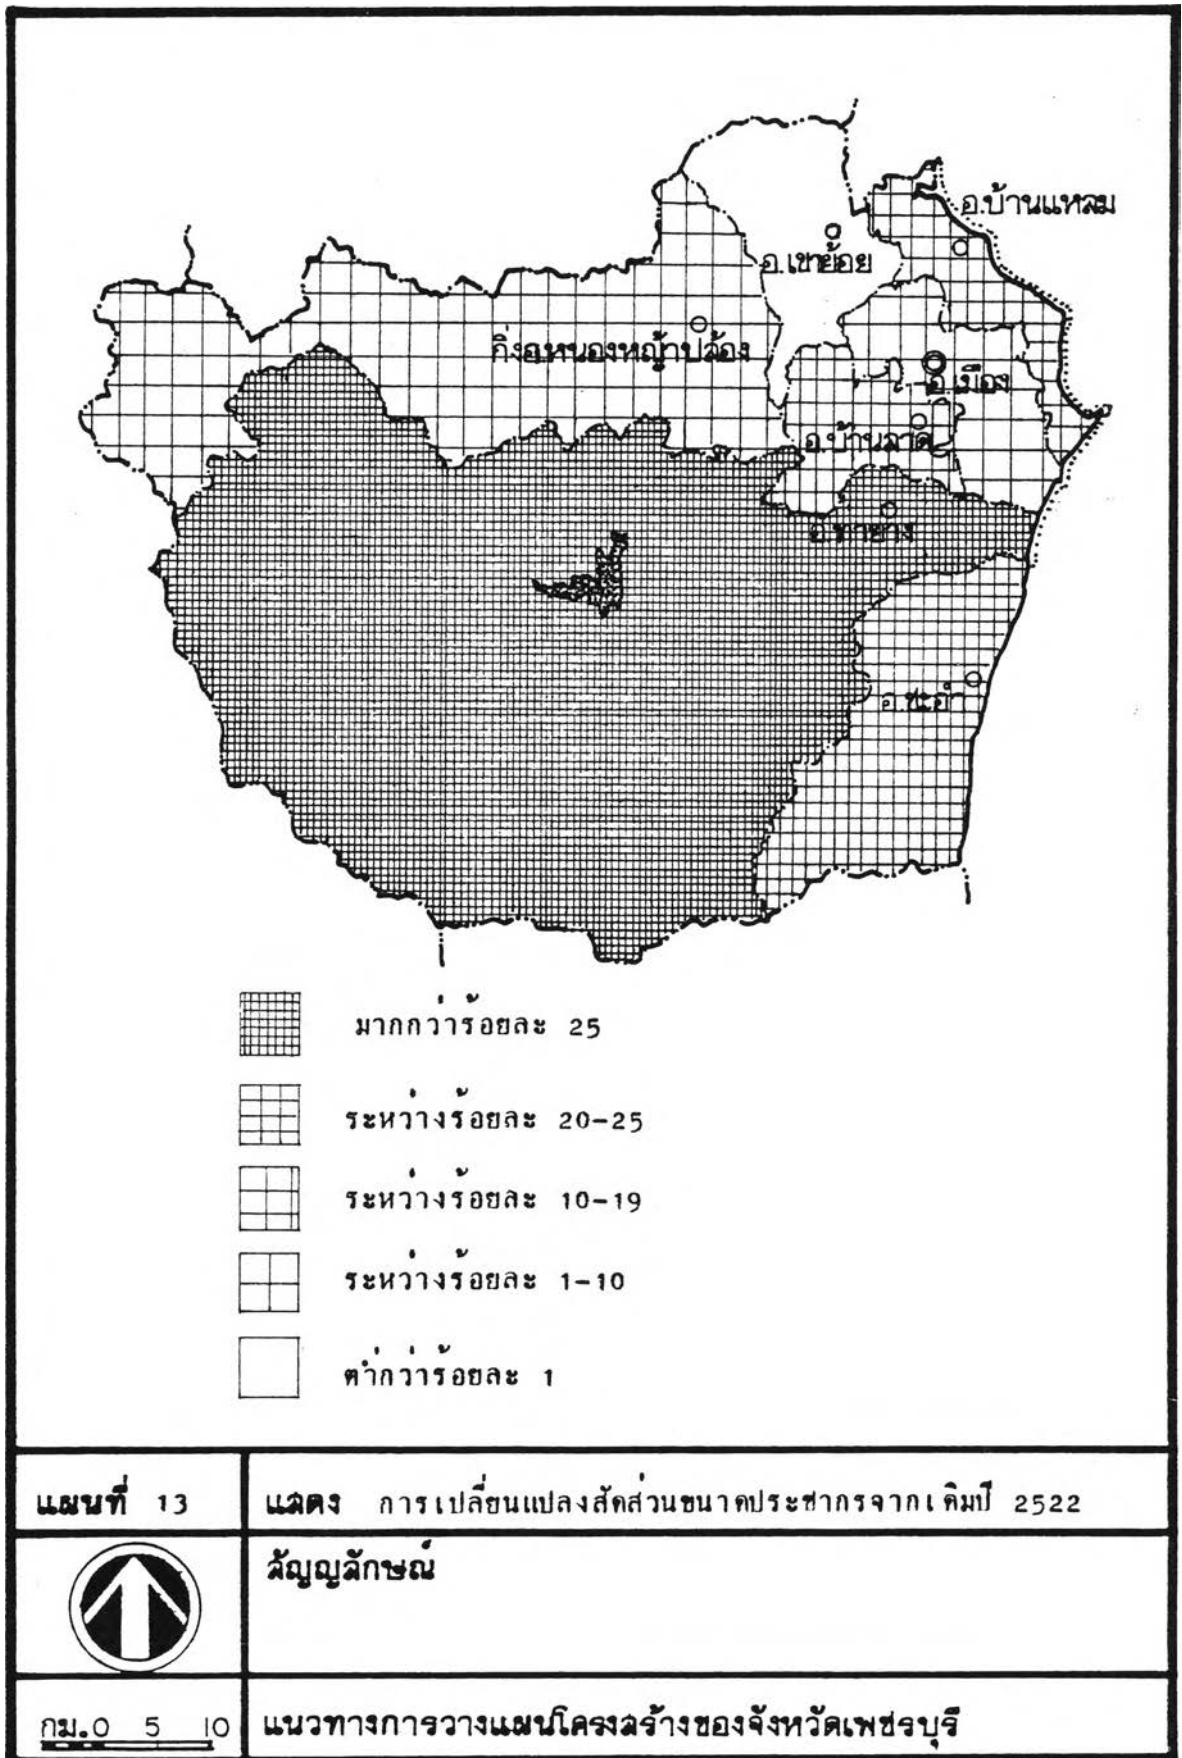 อ.บ้านแหลม
อ.เขาย้อย
กิ่งอ.หนองหญ้าปล้อง
อ.เมือง
อ.บ้านลาด
อ.ท่ายาง
อ.ชะอำ
มากกว่าร้อยละ 25
ระหว่างร้อยละ 20-25
ระหว่างร้อยละ 10-19
ระหว่างร้อยละ 1-10
ต่ำกว่าร้อยละ 1
แผนที่ 13
แสดง การเปลี่ยนแปลงสัดส่วนขนาดประชากรจากเดิมปี 2522
สัญญลักษณ์
กม. 0 5 10
แนวทางการวางแผนโครงสร้างของจังหวัดเพชรบุรี